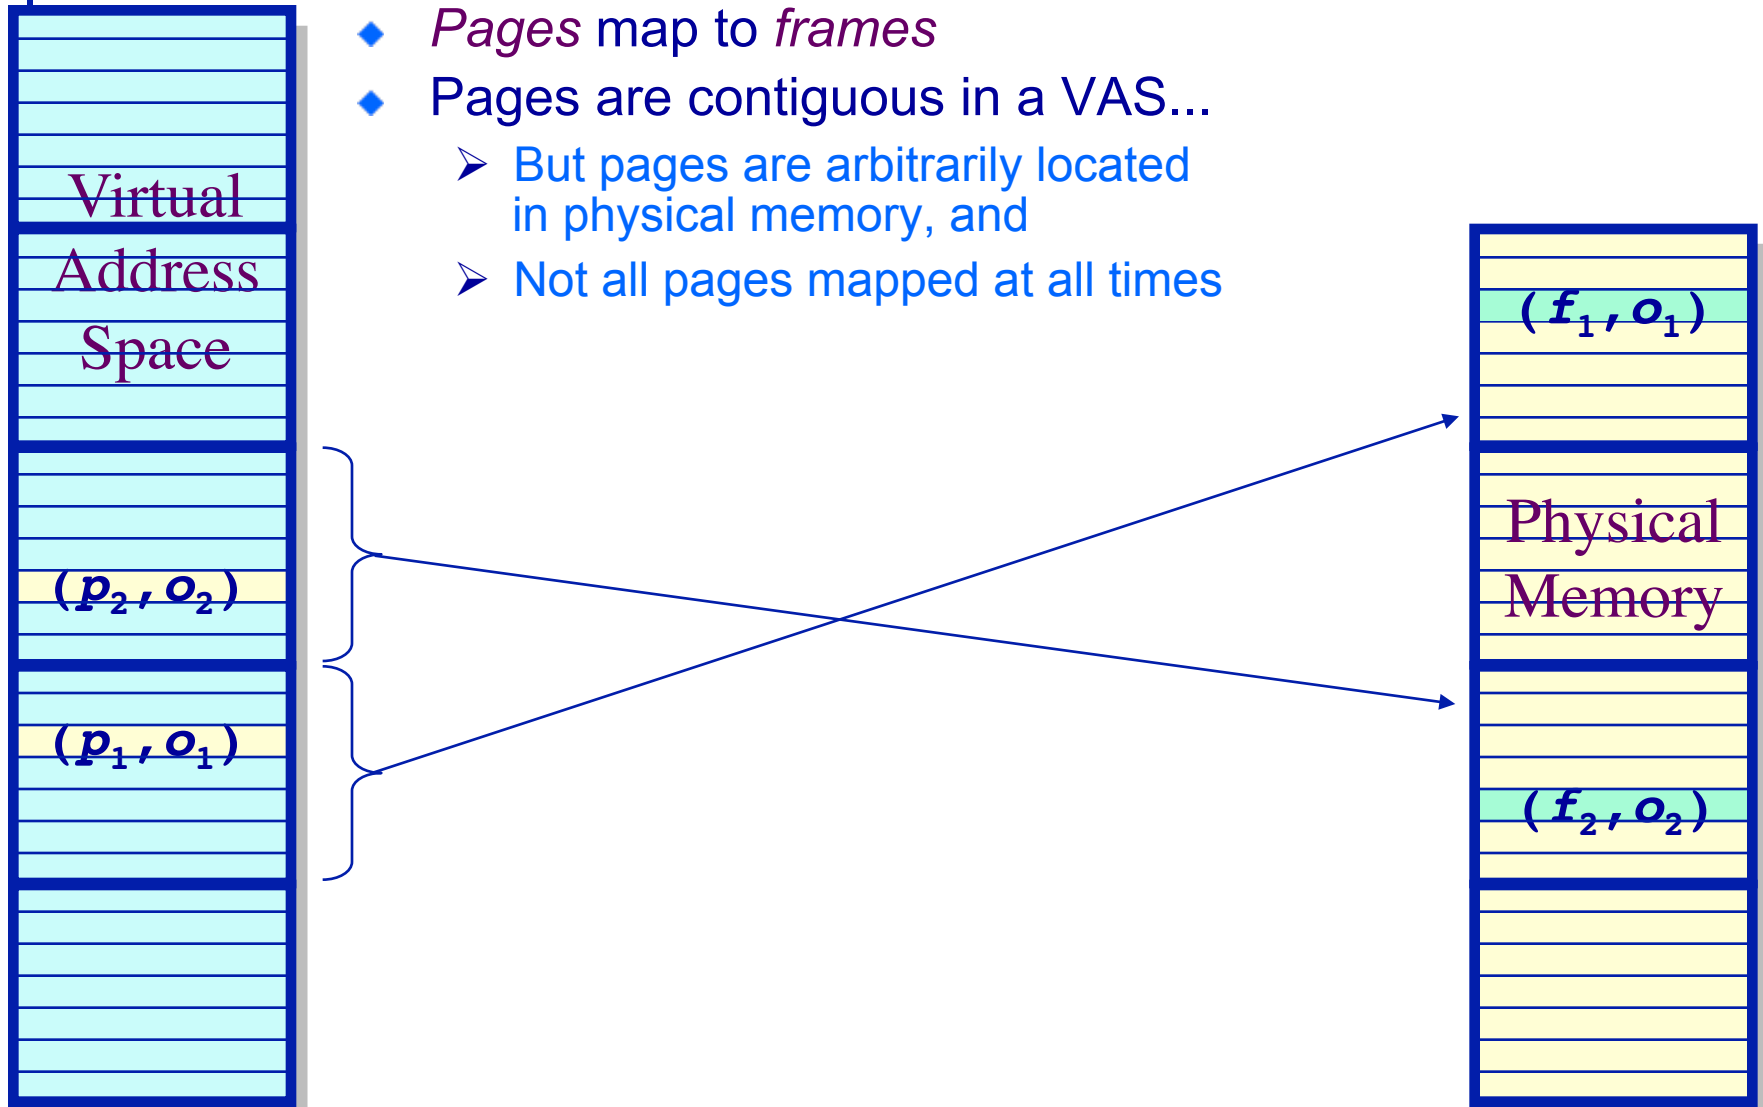 Pages map to frames
Pages are contiguous in a VAS...
But pages are arbitrarily located
in physical memory, and
Not all pages mapped at all times
Virtual
Address
Space
(p₂,o₂)
(p₁,o₁)
(f₁,o₁)
Physical
Memory
(f₂,o₂)